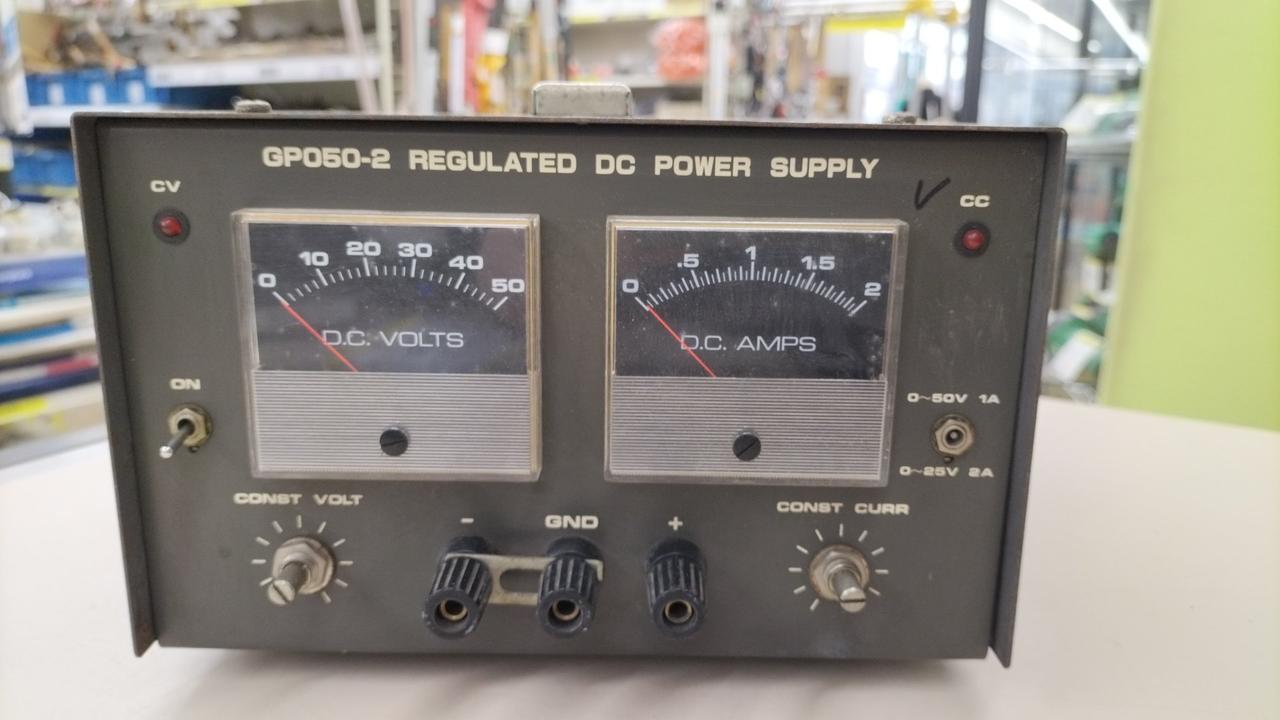 GP050-2 REGULATED DC POWER SUPPLY
CV
CC
0 10 20 30 40 50
D.C. VOLTS
0 .5 1 1.5 2
D.C. AMPS
ON
0~50V 1A
0~25V 2A
CONST VOLT
CONST CURR
- GND +